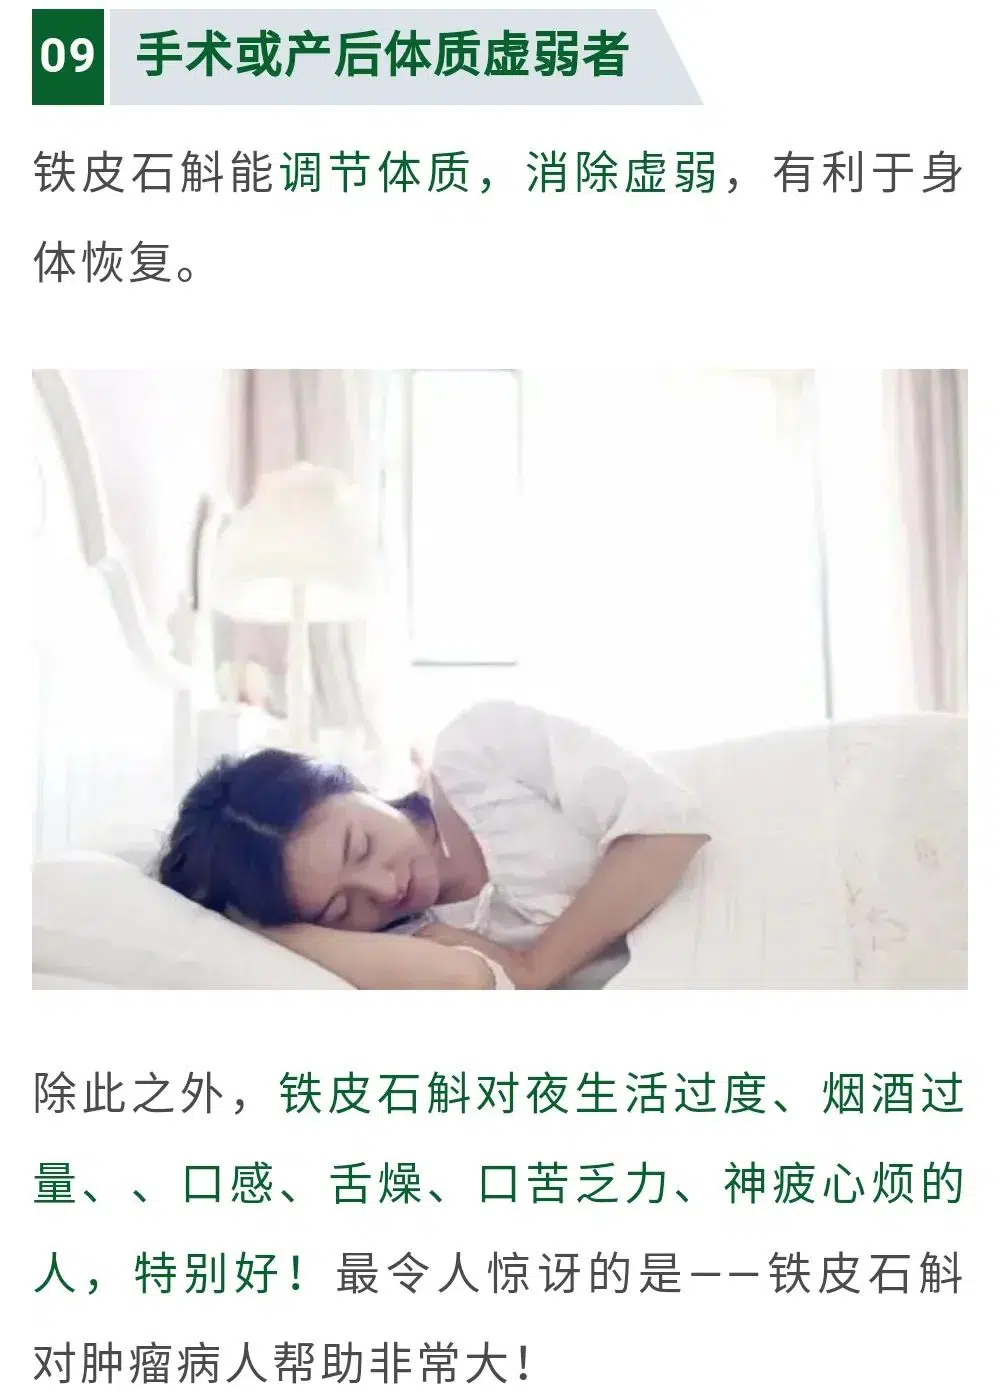 09 手术或产后体质虚弱者
铁皮石斛能调节体质，消除虚弱，有利于身
体恢复。
除此之外，铁皮石斛对夜生活过度、烟酒过
量、、口感、舌燥、口苦乏力、神疲心烦的
人，特别好！最令人惊讶的是——铁皮石斛
对肿瘤病人帮助非常大！